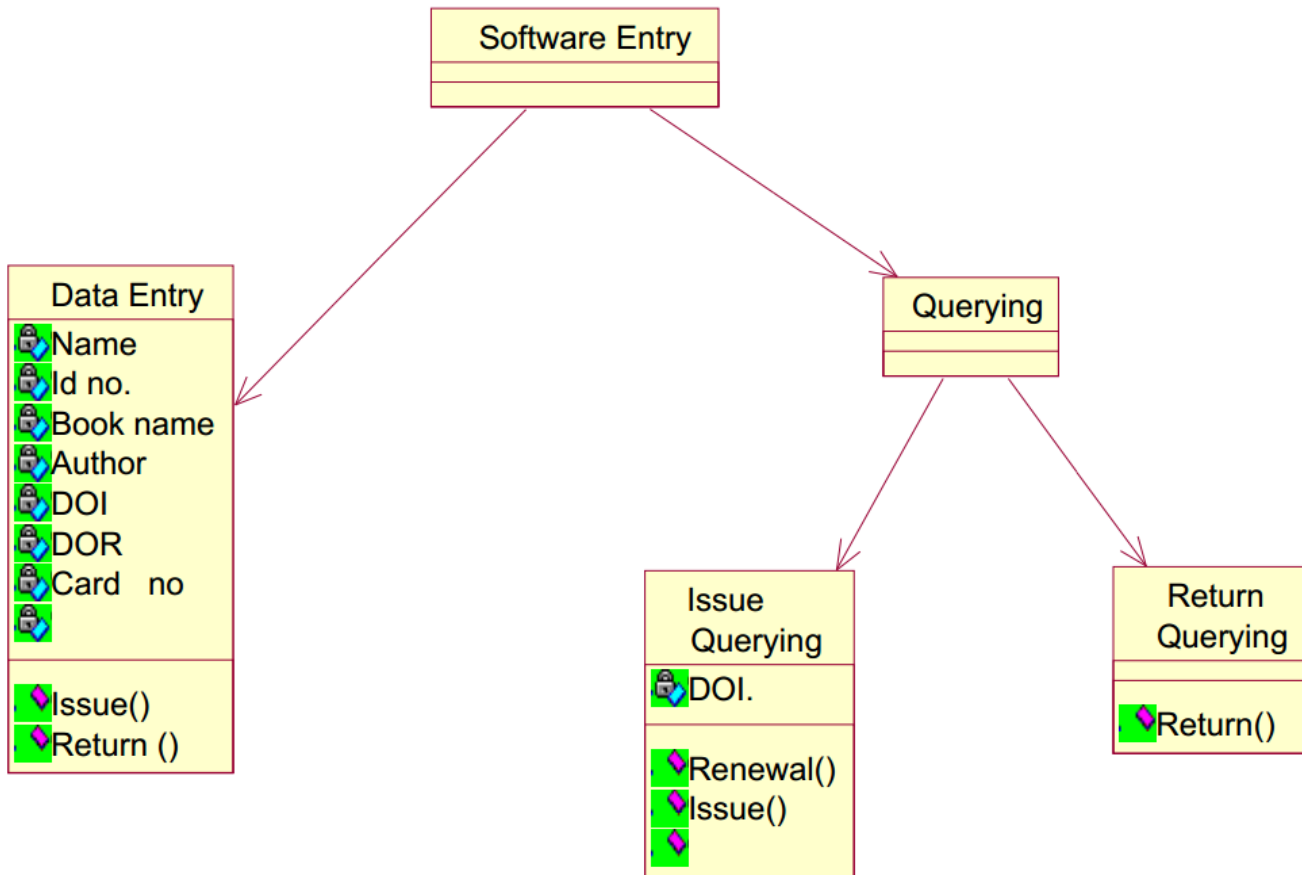 Software Entry
Data Entry
Name
Id no.
Book name
Author
DOI
DOR
Card no
Issue()
Return ()
Querying
Issue
Querying
DOI.
Renewal()
Issue()
Return
Querying
Return()